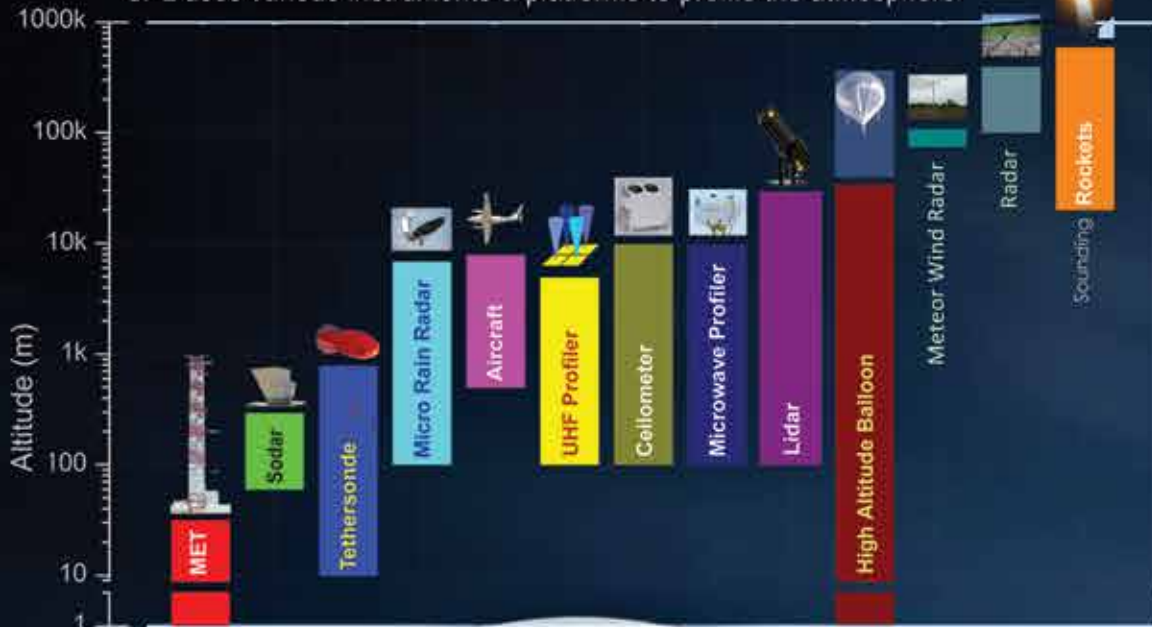 1000k
100k
10k
1k
100
10
1
Altitude (m)
MET
Sodar
Tethersonde
Micro Rain Radar
Aircraft
UHF Profiler
Ceilometer
Microwave Profiler
Lidar
High Altitude Balloon
Meteor Wind Radar
Radar
Sounding Rockets